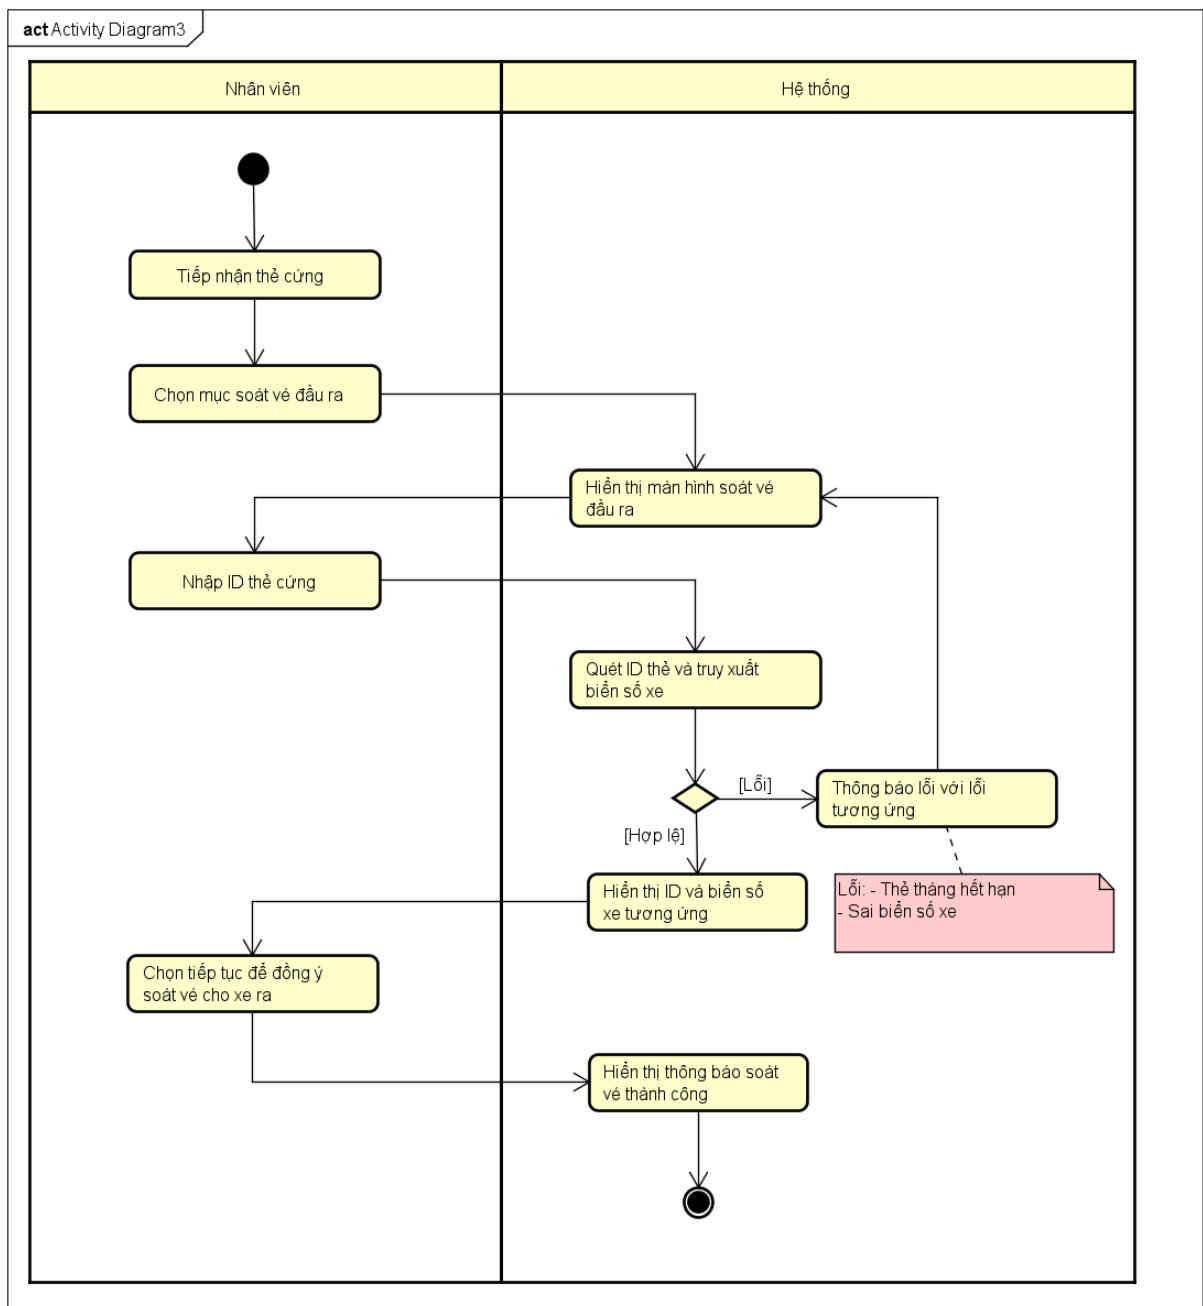 act Activity Diagram3
Nhân viên
Hệ thống
Tiếp nhận thẻ cứng
Chọn mục soát vé đầu ra
Hiển thị màn hình soát vé
đầu ra
Nhập ID thẻ cứng
Quét ID thẻ và truy xuất
biển số xe
[Lỗi]
Thông báo lỗi với lỗi
tương ứng
[Hợp lệ]
Hiển thị ID và biển số
xe tương ứng
Lỗi: - Thẻ tháng hết hạn
- Sai biển số xe
Chọn tiếp tục để đồng ý
soát vé cho xe ra
Hiển thị thông báo soát
vé thành công